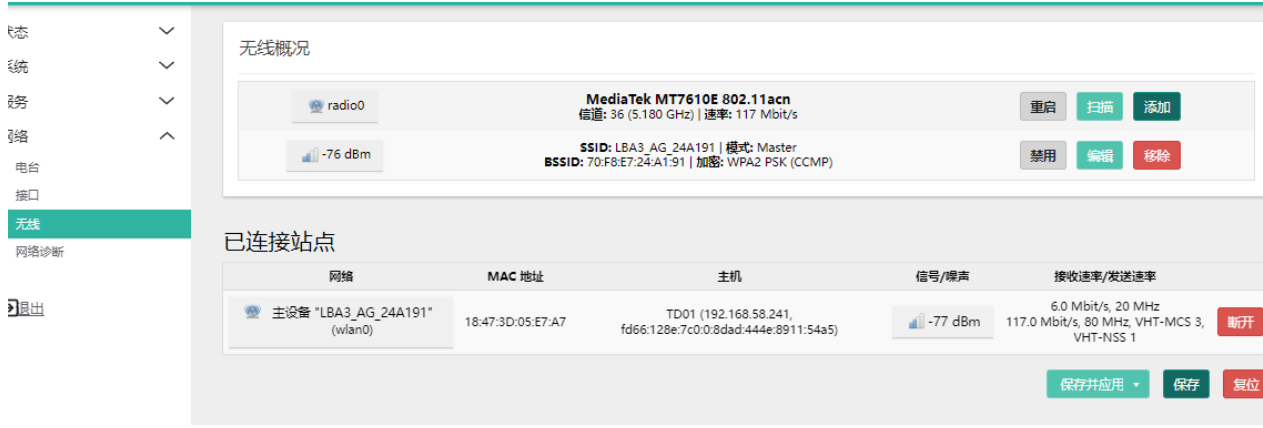 状态
系统
服务
网络
电台
接口
无线
网络诊断
退出
无线概况
radio0
MediaTek MT7610E 802.11acn
信道: 36 (5.180 GHz) | 速率: 117 Mbit/s
重启 扫描 添加
-76 dBm
SSID: LBA3_AG_24A191 | 模式: Master
BSSID: 70:F8:E7:24:A1:91 | 加密: WPA2 PSK (CCMP)
禁用 编辑 移除
已连接站点
网络 MAC 地址 主机 信号/噪声 接收速率/发送速率
主设备 "LBA3_AG_24A191"
(wlan0)
18:47:3D:05:E7:A7
TD01 (192.168.58.241,
fd66:128e:7c0:0:8dad:444e:8911:54a5)
-77 dBm
6.0 Mbit/s, 20 MHz
117.0 Mbit/s, 80 MHz, VHT-MCS 3,
VHT-NSS 1
断开
保存并应用 保存 复位